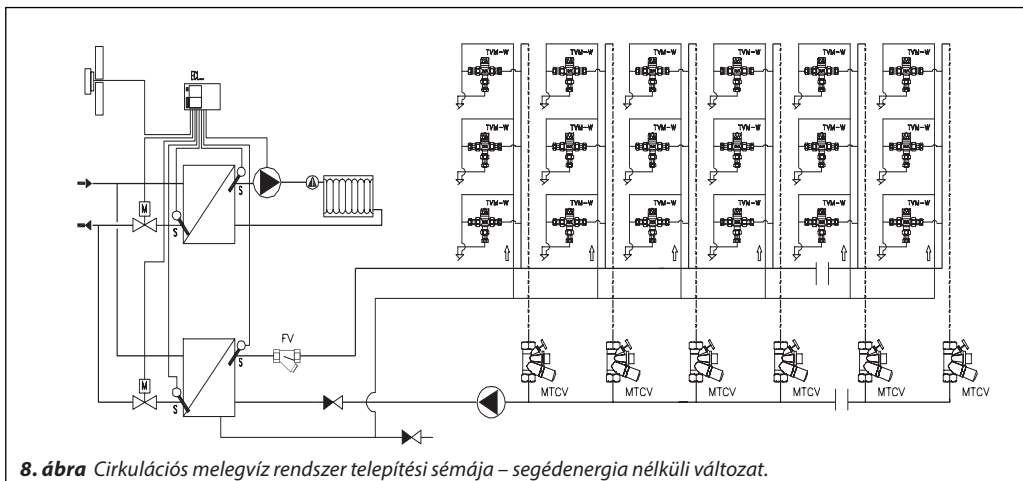 TVM-W TVM-W TVM-W TVM-W TVM-W TVM-W
ECL...
TVM-W TVM-W TVM-W TVM-W TVM-W TVM-W
S
M
S
TVM-W TVM-W TVM-W TVM-W TVM-W TVM-W
FV
S
M
S
MTCV MTCV MTCV MTCV MTCV MTCV
8. ábra Cirkulációs melegvíz rendszer telepítési sémája – segédenergia nélküli változat.